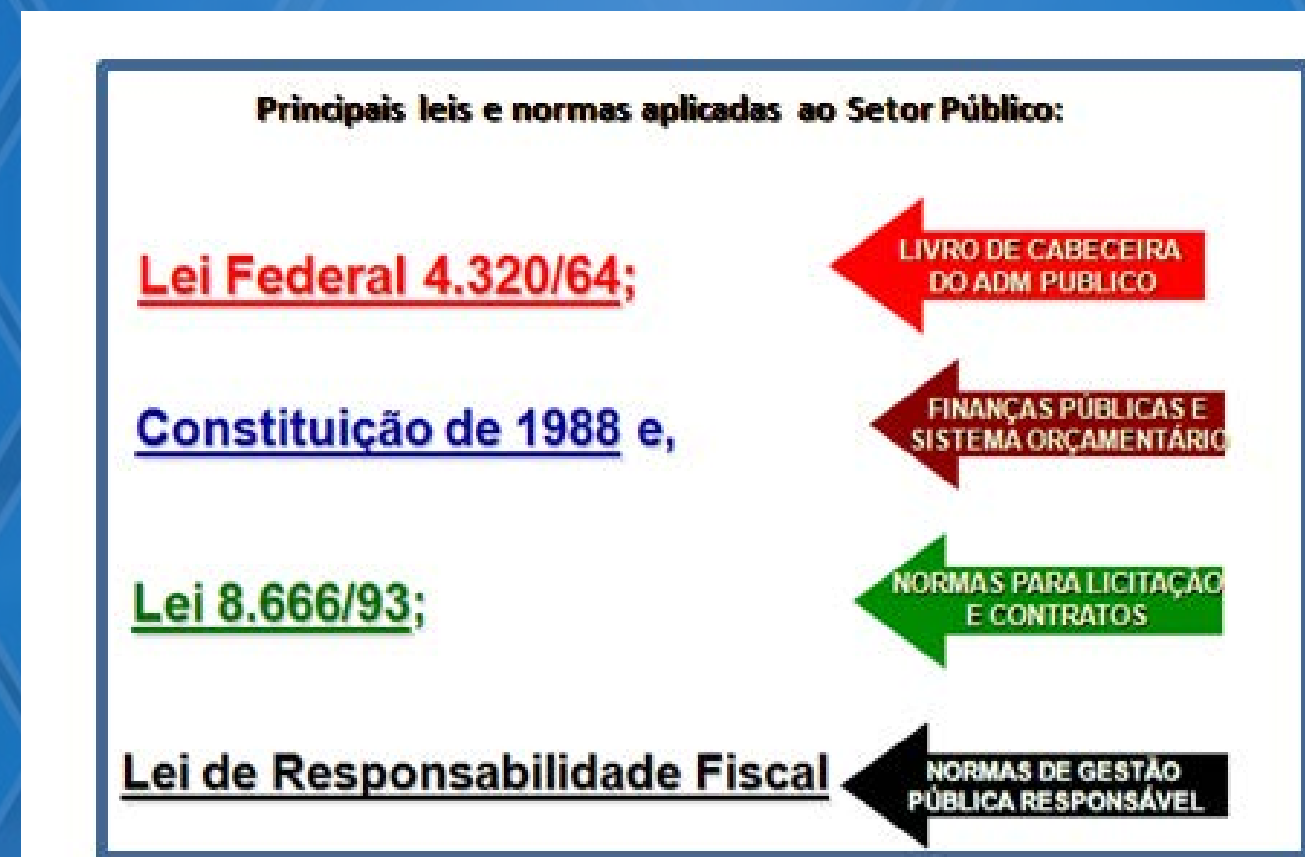 Principais leis e normas aplicadas ao Setor Público:
Lei Federal 4.320/64;
LIVRO DE CABECEIRA
DO ADM PUBLICO
Constituição de 1988 e,
FINANÇAS PÚBLICAS E
SISTEMA ORÇAMENTÁRIO
Lei 8.666/93;
NORMAS PARA LICITAÇÃO
E CONTRATOS
Lei de Responsabilidade Fiscal
NORMAS DE GESTÃO
PÚBLICA RESPONSÁVEL